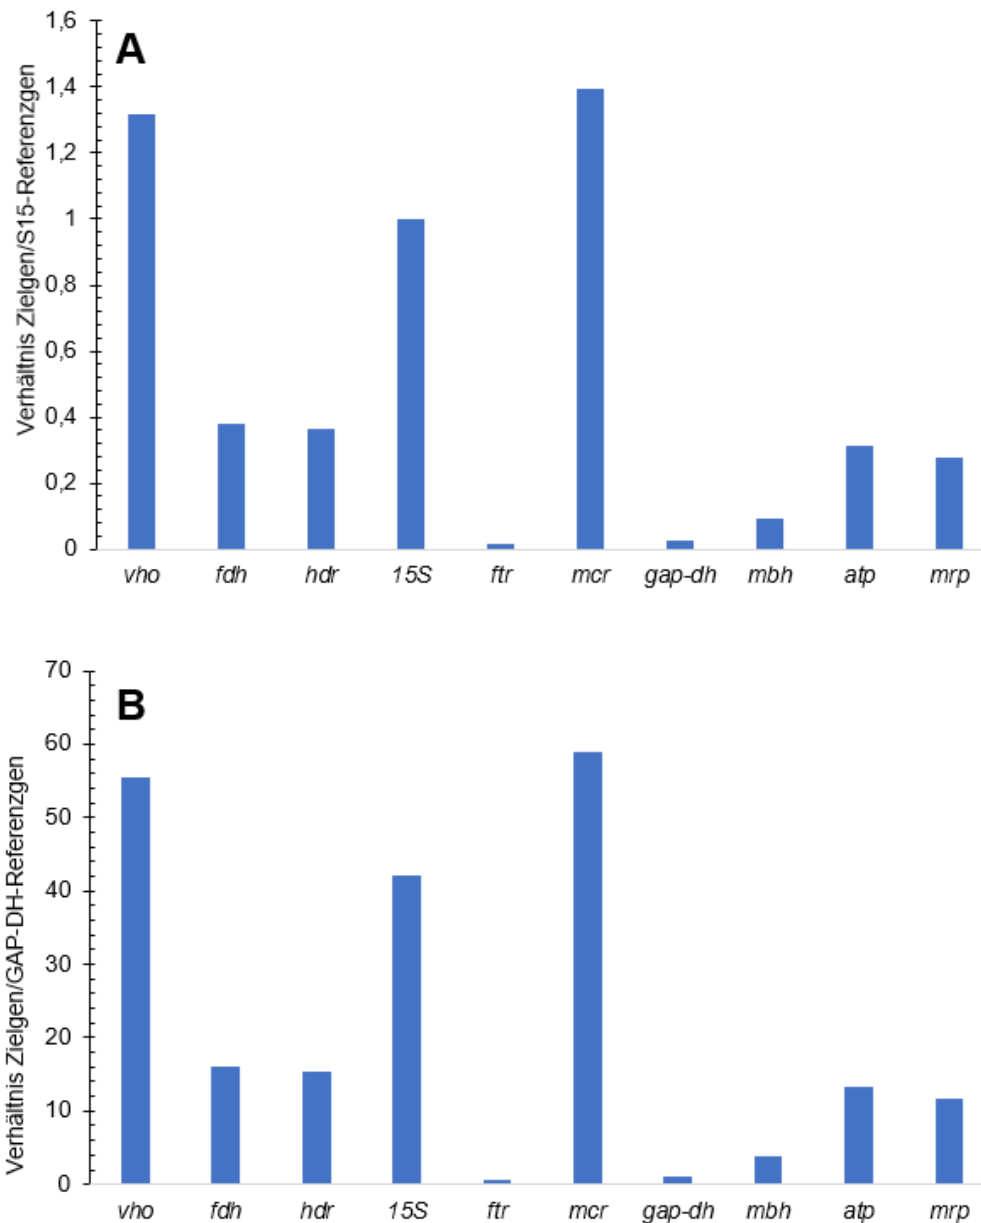 A
Verhältnis Zielgen/S15-Referenzgen
1,6
1,4
1,2
1
0,8
0,6
0,4
0,2
0
vho fdh hdr 15S ftr mcr gap-dh mbh atp mrp
B
Verhältnis Zielgen/GAP-DH-Referenzgen
70
60
50
40
30
20
10
0
vho fdh hdr 15S ftr mcr gap-dh mbh atp mrp